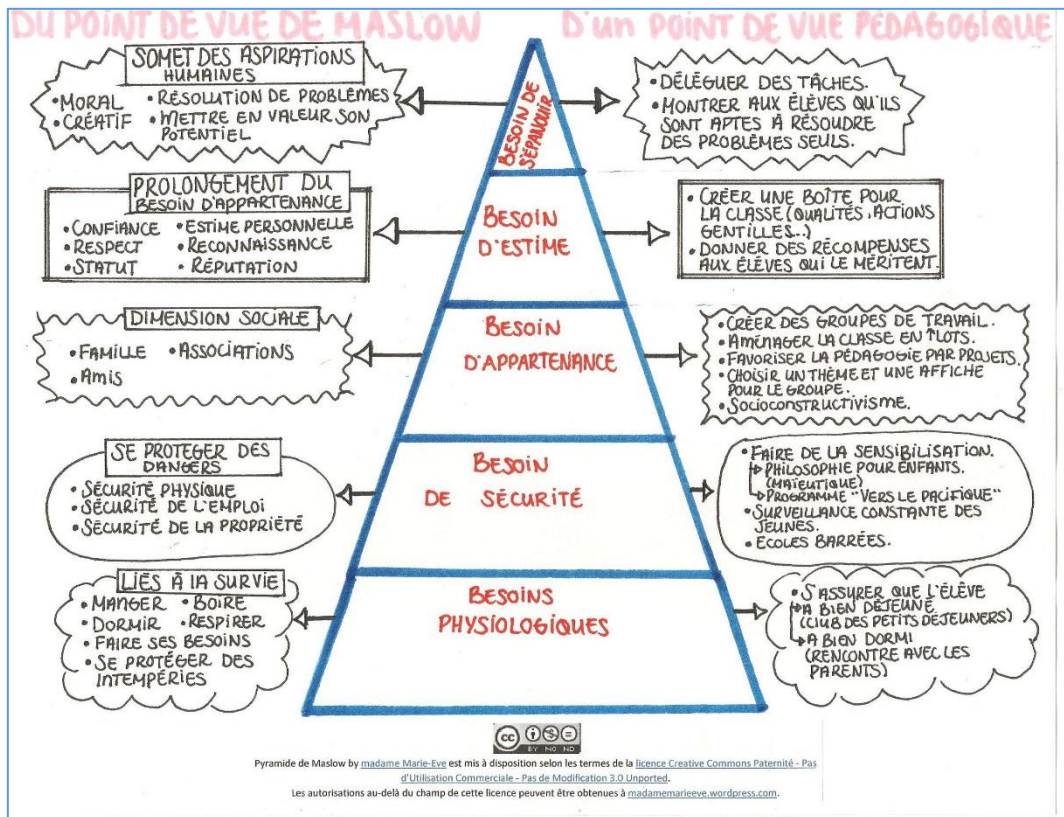 DU POINT DE VUE DE MASLOW
D'un POINT DE VUE PÉDAGOGIQUE
SOMET DES ASPIRATIONS
HUMAINES
• MORAL • RÉSOLUTION DE PROBLÈMES
• CRÉATIF • METTRE EN VALEUR SON
POTENTIEL
BESOIN DE
S'ÉPANOUIR
• DÉLÉGUER DES TÂCHES.
• MONTRER AUX ÉLÈVES QU'ILS
SONT APTES À RÉSOUDRE
DES PROBLÈMES SEULS.
PROLONGEMENT DU
BESOIN D'APPARTENANCE
• CONFIANCE • ESTIME PERSONNELLE
• RESPECT • RECONNAISSANCE
• STATUT • RÉPUTATION
BESOIN
D'ESTIME
• CRÉER UNE BOÎTE POUR
LA CLASSE (QUALITÉS, ACTIONS
GENTILLES...)
• DONNER DES RÉCOMPENSES
AUX ÉLÈVES QUI LE MÉRITENT.
DIMENSION SOCIALE
• FAMILLE • ASSOCIATIONS
• AMIS
BESOIN
D'APPARTENANCE
• CRÉER DES GROUPES DE TRAVAIL.
• AMÉNAGER LA CLASSE EN ÎLOTS.
• FAVORISER LA PÉDAGOGIE PAR PROJETS.
• CHOISIR UN THÈME ET UNE AFFICHE
POUR LE GROUPE.
• SOCIOCONSTRUCTIVISME.
SE PROTEGER DES
DANGERS
• SÉCURITÉ PHYSIQUE
• SÉCURITÉ DE L'EMPLOI
• SÉCURITÉ DE LA PROPRIÉTÉ
BESOIN
DE SÉCURITÉ
• FAIRE DE LA SENSIBILISATION.
↳ PHILOSOPHIE POUR ENFANTS.
(MAÏEUTIQUE)
↳ PROGRAMME "VERS LE PACIFIQUE"
• SURVEILLANCE CONSTANTE DES
JEUNES.
• ECOLES BARRÉES.
LIÉS À LA SURVIE
• MANGER • BOIRE
• DORMIR • RESPIRER
• FAIRE SES BESOINS
• SE PROTÉGER DES
INTEMPÉRIES
BESOINS
PHYSIOLOGIQUES
• S'ASSURER QUE L'ÉLÈVE
↳ A BIEN DÉJEUNÉ
(CLUB DES PETITS DÉJEUNERS)
↳ A BIEN DORMI
(RENCONTRE AVEC LES
PARENTS)
cc BY NC ND
Pyramide de Maslow by madame Marie-Eve est mis à disposition selon les termes de la licence Creative Commons Paternité - Pas
d'Utilisation Commerciale - Pas de Modification 3.0 Unported.
Les autorisations au-delà du champ de cette licence peuvent être obtenues à madamemarieeve.wordpress.com.